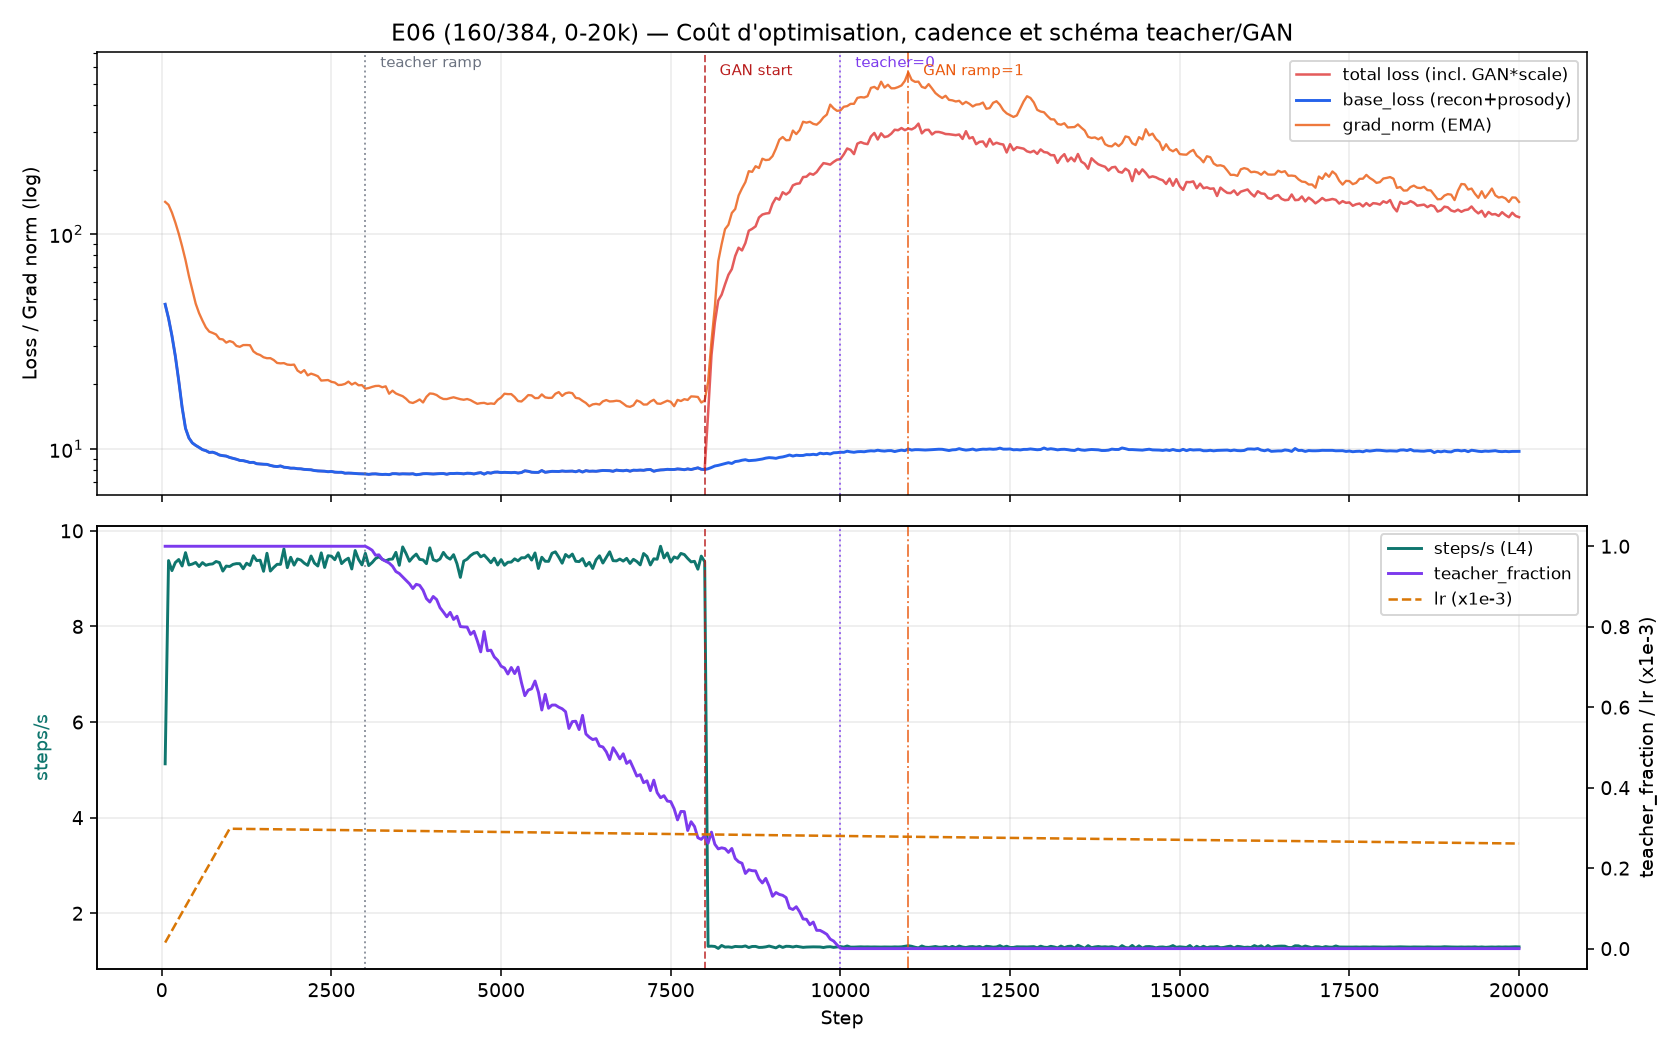 E06 (160/384, 0-20k) — Coût d'optimisation, cadence et schéma teacher/GAN
teacher ramp
GAN start
teacher=0
GAN ramp=1
total loss (incl. GAN*scale)
base_loss (recon+prosody)
grad_norm (EMA)
Loss / Grad norm (log)
10²
10¹
steps/s (L4)
teacher_fraction
lr (x1e-3)
steps/s
10
8
6
4
2
1.0
0.8
0.6
0.4
0.2
0.0
teacher_fraction / lr (x1e-3)
0
2500
5000
7500
10000
12500
15000
17500
20000
Step